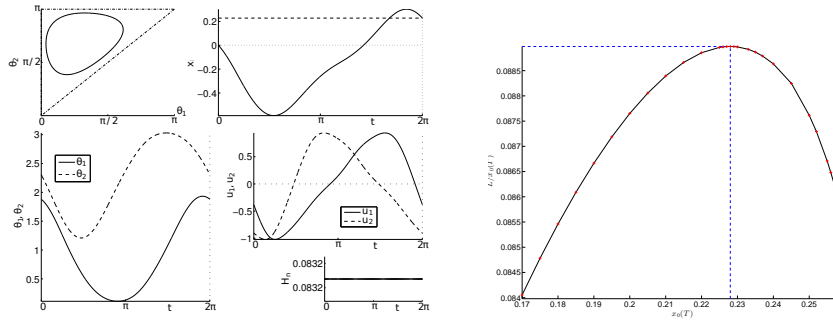 π
θ₂
π/2
0
0
π/2
π
θ₁
0.2
0
−0.2
−0.4
x
0
π
t
2π
3
2.5
2
1.5
1
0.5
θ₁, θ₂
θ₁
θ₂
0
π
t
2π
0.5
0
−0.5
−1
u₁, u₂
u₁
u₂
0
π
t
2π
0.0832
0.0832
Hₙ
0
π
t
2π
0.0885
0.088
0.0875
0.087
0.0865
0.086
0.0855
0.085
0.0845
0.084
L/x₀(T)
0.17
0.18
0.19
0.2
0.21
0.22
0.23
0.24
0.25
x₀(T)